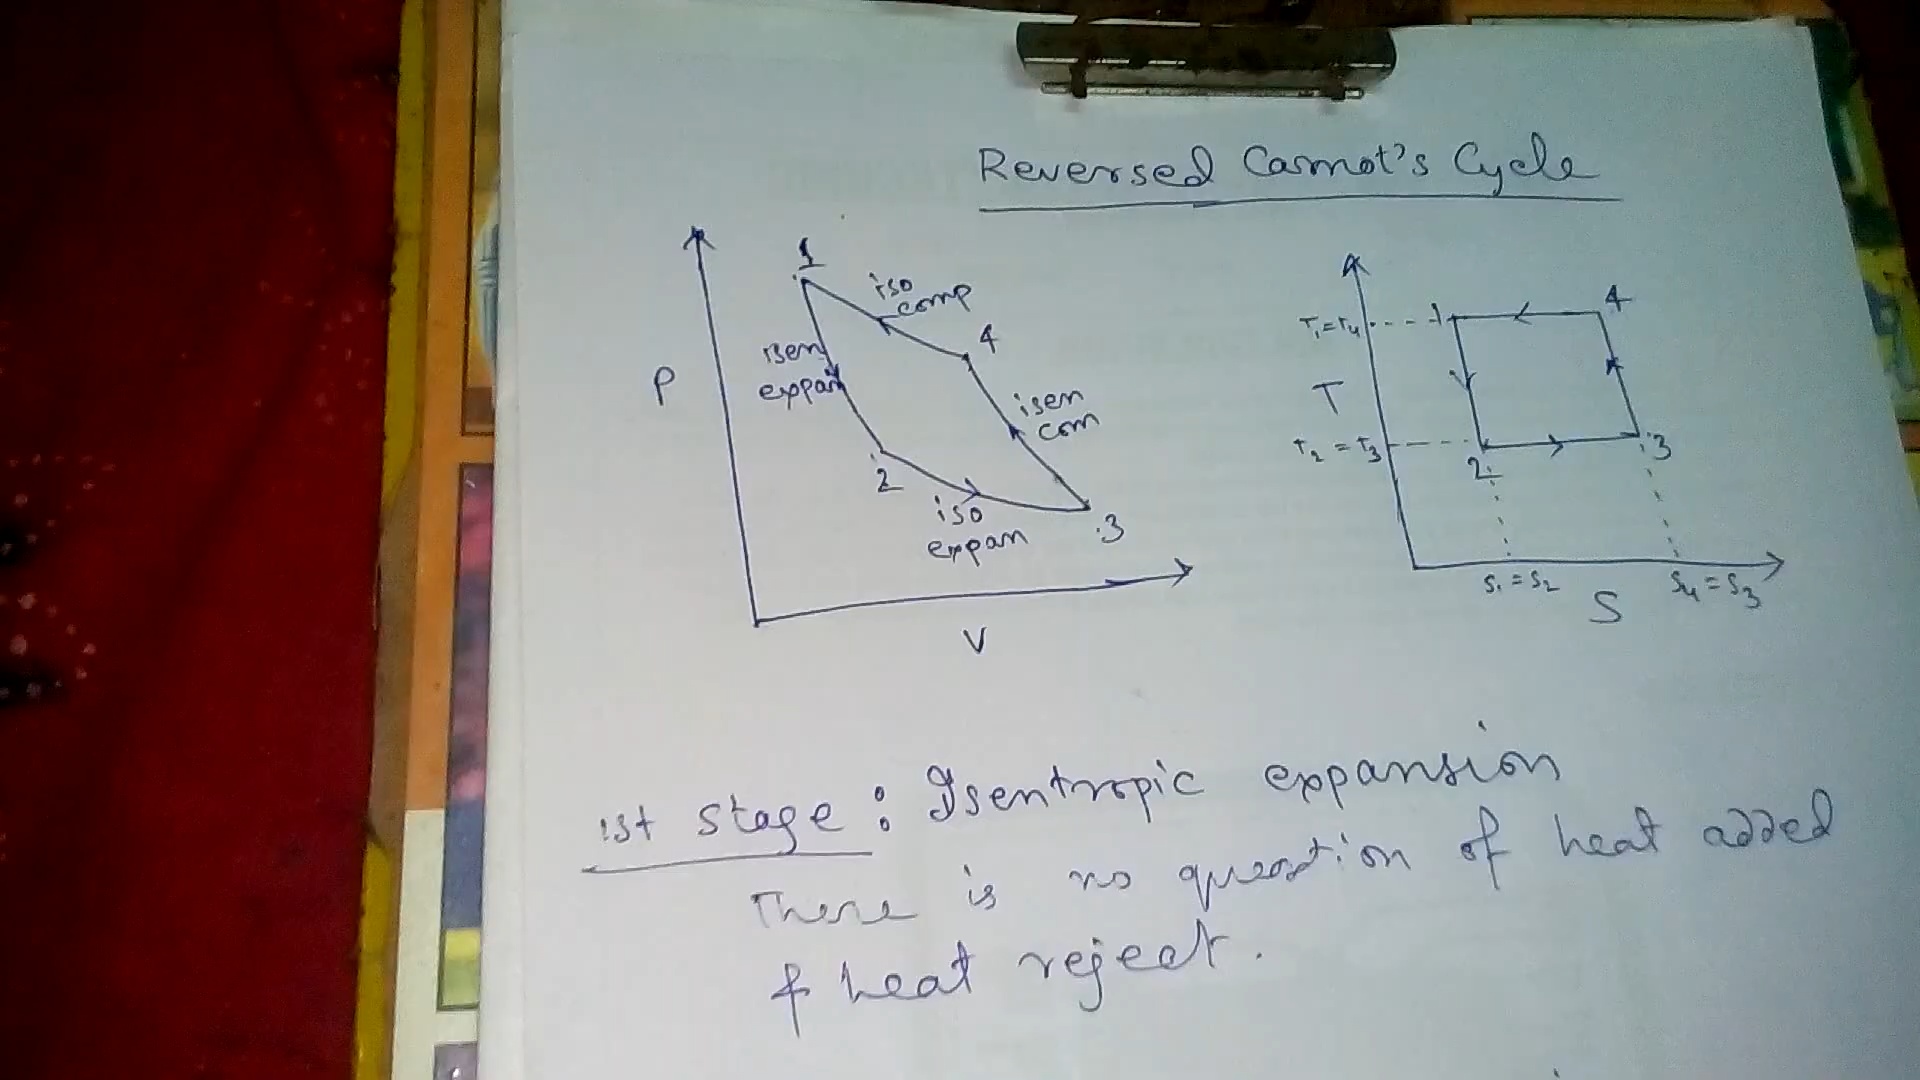 Reversed Carnot's Cycle
P
1
iso
comp
4
isen
expan
isen
com
2
iso
expan
3
V
T₁=T₄
1
4
T
T₂ = T₃
2
3
S₁ = S₂
S₄ = S₃
S
1st stage : Isentropic expansion
There is no question of heat added
& heat reject.